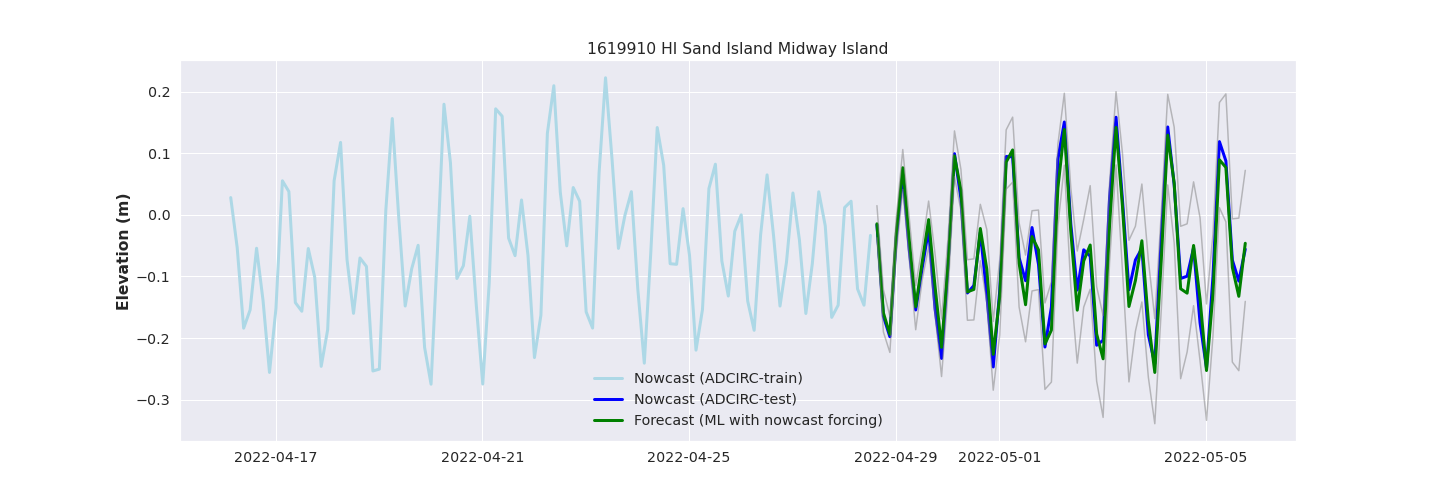 1619910 HI Sand Island Midway Island
Elevation (m)
0.2
0.1
0.0
−0.1
−0.2
−0.3
Nowcast (ADCIRC-train)
Nowcast (ADCIRC-test)
Forecast (ML with nowcast forcing)
2022-04-17 2022-04-21 2022-04-25 2022-04-29 2022-05-01 2022-05-05